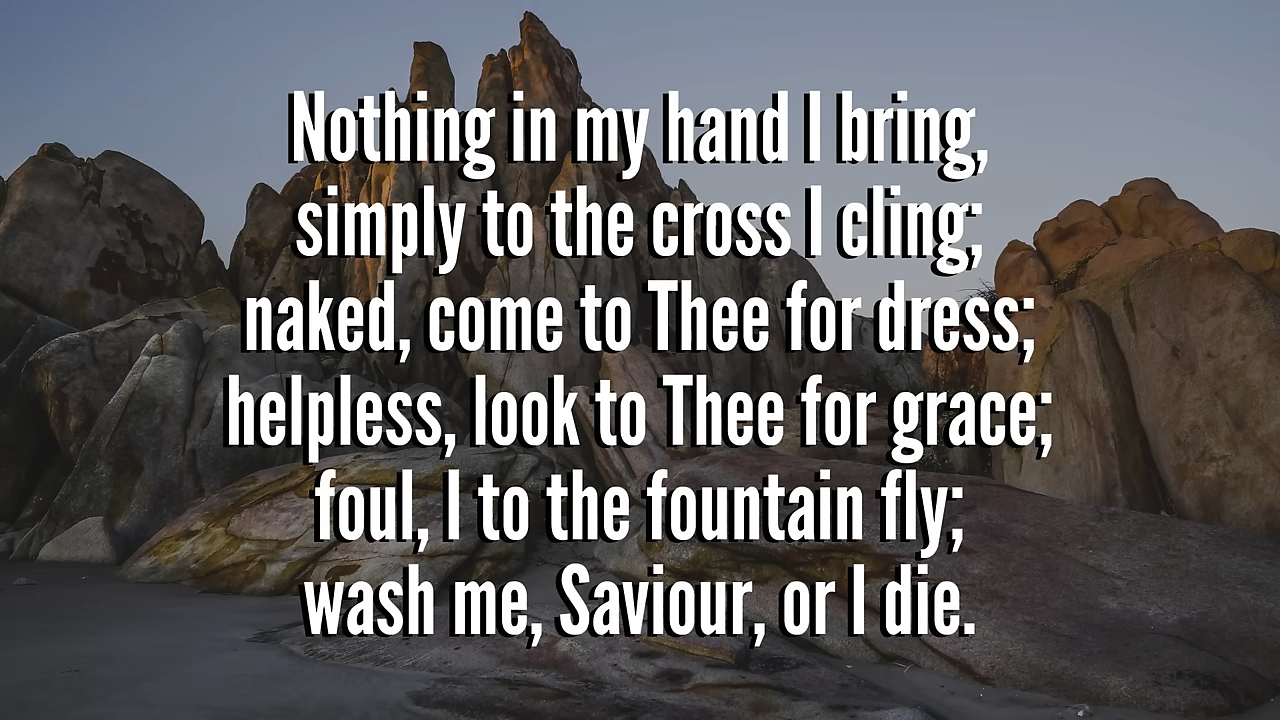 Nothing in my hand I bring,
simply to the cross I cling;
naked, come to Thee for dress;
helpless, look to Thee for grace;
foul, I to the fountain fly;
wash me, Saviour, or I die.